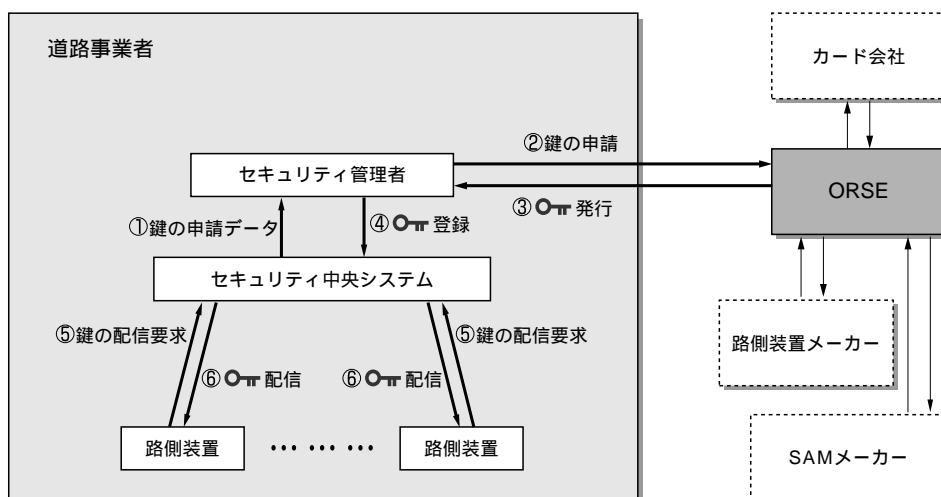 道路事業者
カード会社
②鍵の申請
セキュリティ管理者
ORSE
③ 発行
①鍵の申請データ
④ 登録
セキュリティ中央システム
⑤鍵の配信要求
⑤鍵の配信要求
路側装置メーカー
⑥ 配信
⑥ 配信
路側装置
… … …
路側装置
SAMメーカー